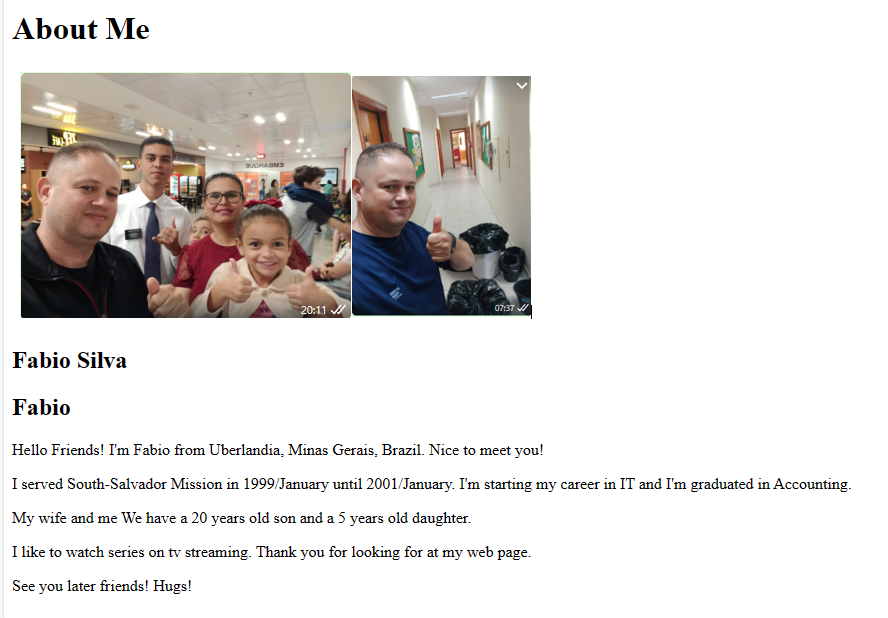 About Me
EMBARQUE
20:11
07:37
Fabio Silva
Fabio
Hello Friends! I'm Fabio from Uberlandia, Minas Gerais, Brazil. Nice to meet you!
I served South-Salvador Mission in 1999/January until 2001/January. I'm starting my career in IT and I'm graduated in Accounting.
My wife and me We have a 20 years old son and a 5 years old daughter.
I like to watch series on tv streaming. Thank you for looking for at my web page.
See you later friends! Hugs!